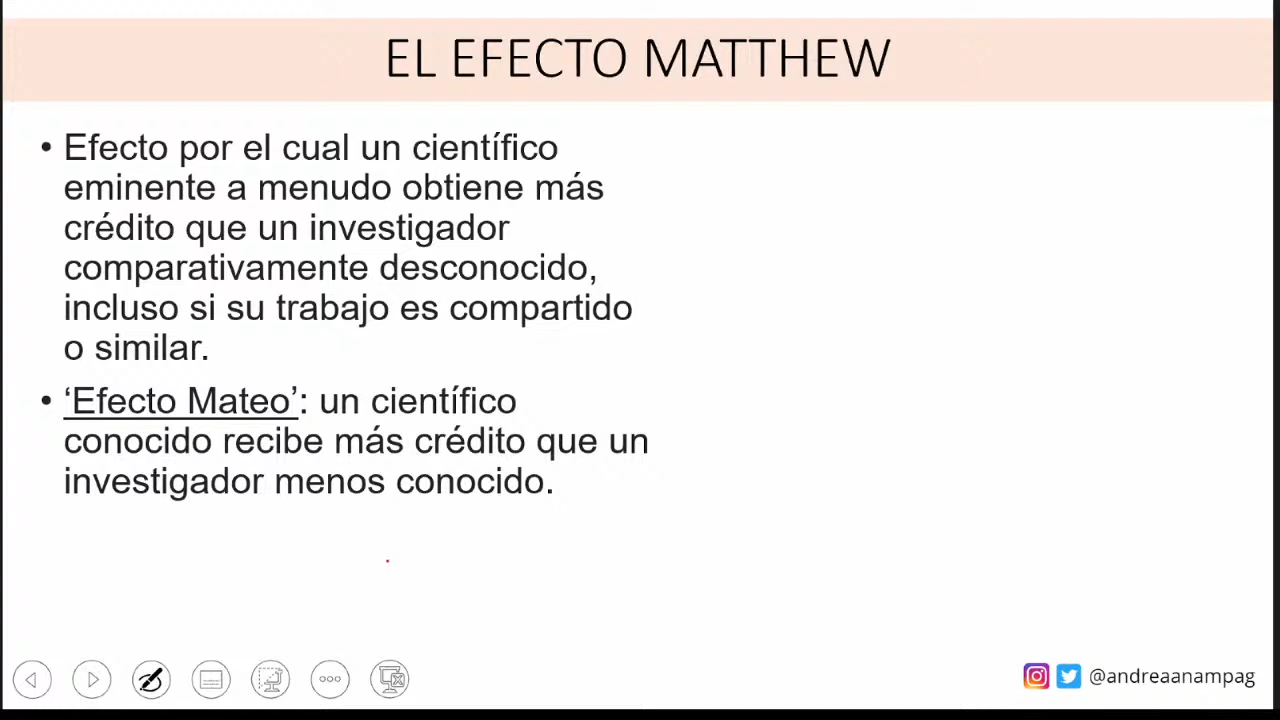 EL EFECTO MATTHEW
• Efecto por el cual un científico
eminente a menudo obtiene más
crédito que un investigador
comparativamente desconocido,
incluso si su trabajo es compartido
o similar.
• ‘Efecto Mateo’: un científico
conocido recibe más crédito que un
investigador menos conocido.
@andreaanampag